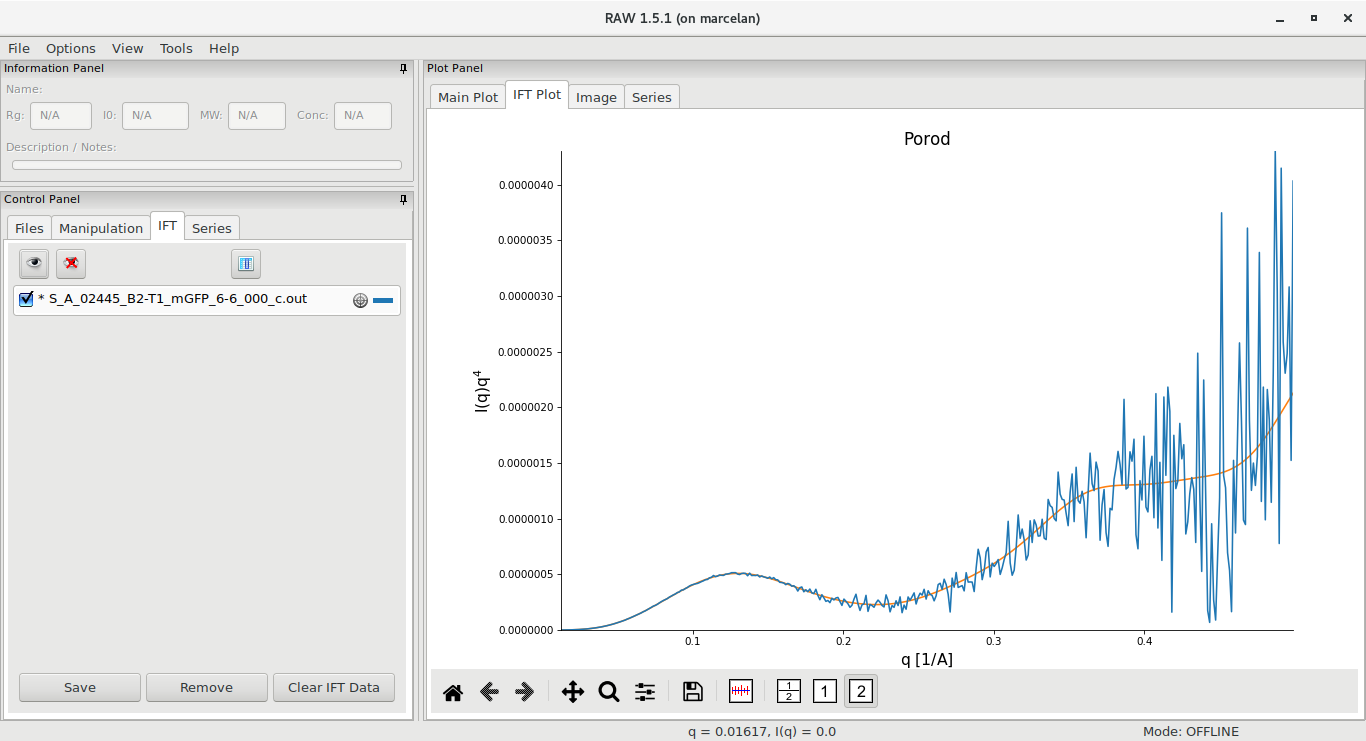 RAW 1.5.1 (on marcelan)
File Options View Tools Help
Information Panel
Name:
Rg: N/A I0: N/A MW: N/A Conc: N/A
Description / Notes:
Control Panel
Files Manipulation IFT Series
* S_A_02445_B2-T1_mGFP_6-6_000_c.out
Save Remove Clear IFT Data
Plot Panel
Main Plot IFT Plot Image Series
Porod
0.0000040
0.0000035
0.0000030
0.0000025
0.0000020
0.0000015
0.0000010
0.0000005
0.0000000
I(q)q⁴
0.1 0.2 0.3 0.4
q [1/A]
1 2 1 2
q = 0.01617, I(q) = 0.0 Mode: OFFLINE